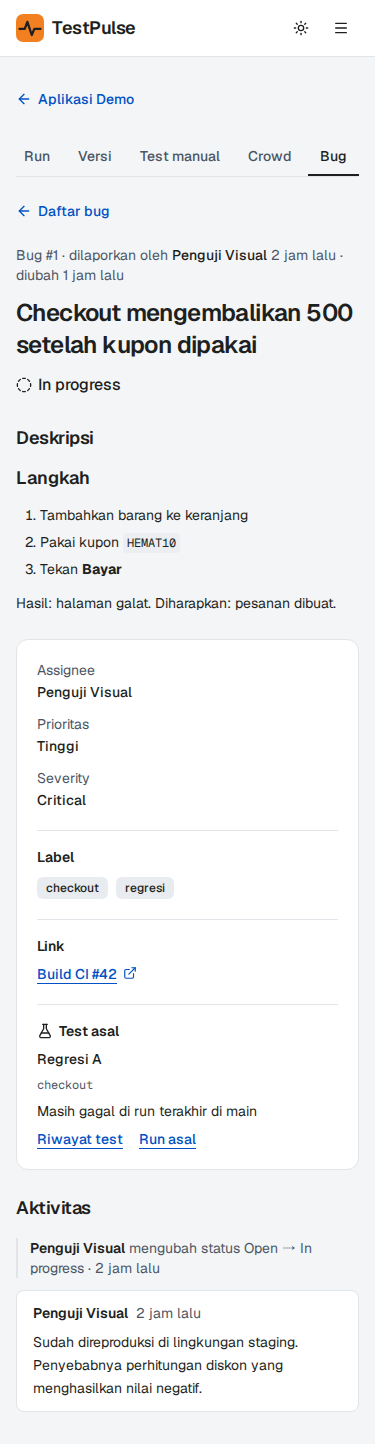 TestPulse
Aplikasi Demo
Run Versi Test manual Crowd Bug
Daftar bug
Bug #1 · dilaporkan oleh Penguji Visual 2 jam lalu ·
diubah 1 jam lalu
Checkout mengembalikan 500
setelah kupon dipakai
In progress
Deskripsi
Langkah
1. Tambahkan barang ke keranjang
2. Pakai kupon HEMAT10
3. Tekan Bayar
Hasil: halaman galat. Diharapkan: pesanan dibuat.
Assignee
Penguji Visual
Prioritas
Tinggi
Severity
Critical
Label
checkout regresi
Link
Build CI #42
Test asal
Regresi A
checkout
Masih gagal di run terakhir di main
Riwayat test Run asal
Aktivitas
Penguji Visual mengubah status Open → In
progress · 2 jam lalu
Penguji Visual 2 jam lalu
Sudah direproduksi di lingkungan staging.
Penyebabnya perhitungan diskon yang
menghasilkan nilai negatif.